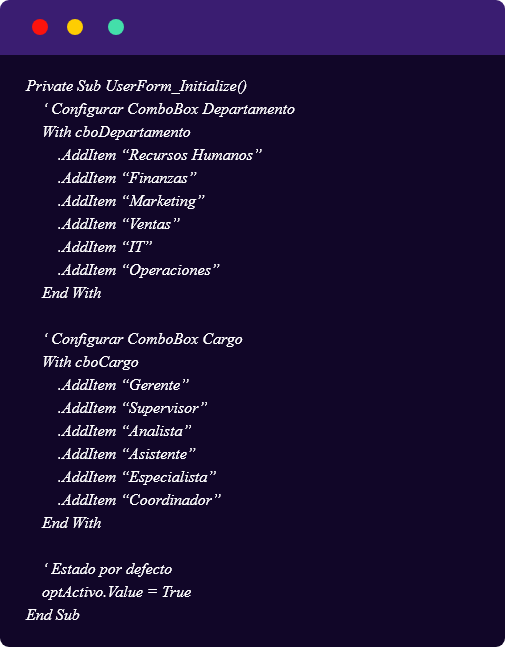 Private Sub UserForm_Initialize()
‘ Configurar ComboBox Departamento
With cboDepartamento
.AddItem “Recursos Humanos”
.AddItem “Finanzas”
.AddItem “Marketing”
.AddItem “Ventas”
.AddItem “IT”
.AddItem “Operaciones”
End With
‘ Configurar ComboBox Cargo
With cboCargo
.AddItem “Gerente”
.AddItem “Supervisor”
.AddItem “Analista”
.AddItem “Asistente”
.AddItem “Especialista”
.AddItem “Coordinador”
End With
‘ Estado por defecto
optActivo.Value = True
End Sub